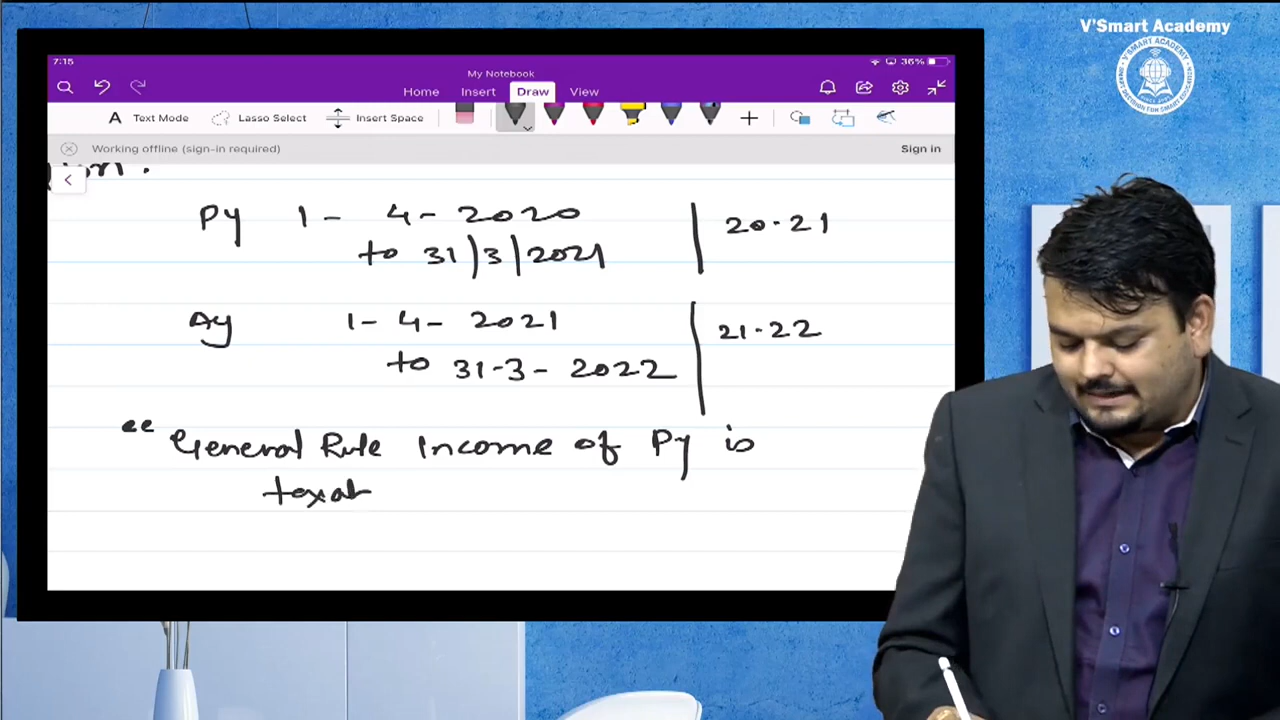 V'Smart Academy
7:15
36%
My Notebook
Home Insert Draw View
Text Mode Lasso Select Insert Space
Working offline (sign-in required) Sign in
Py 1 - 4 - 2020 | 20.21
to 31|3|2021
Ay 1 - 4 - 2021 | 21.22
to 31-3-2022
"General Rule Income of Py is
taxab